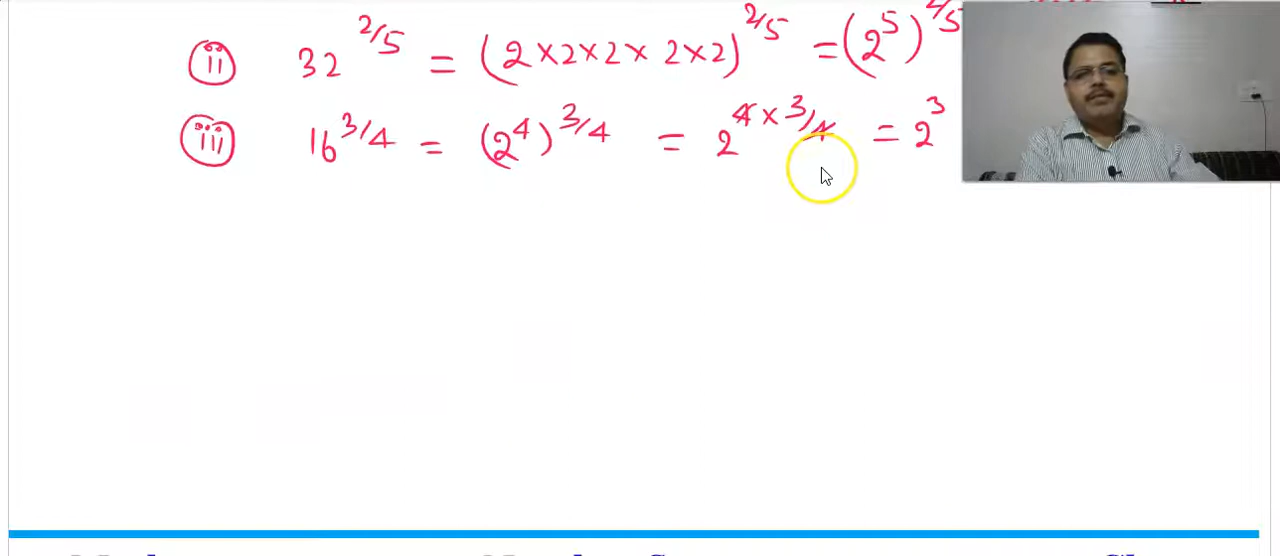 (ii) 32^{2/5} = (2×2×2×2×2)^{2/5} = (2^5)^{2/5}
(iii) 16^{3/4} = (2^4)^{3/4} = 2^{4×3/4} = 2^3